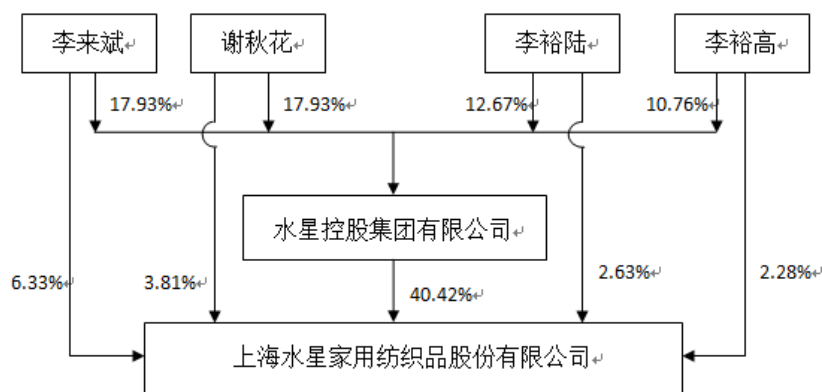 李来斌
谢秋花
李裕陆
李裕高
17.93%
17.93%
12.67%
10.76%
水星控股集团有限公司
6.33%
3.81%
40.42%
2.63%
2.28%
上海水星家用纺织品股份有限公司